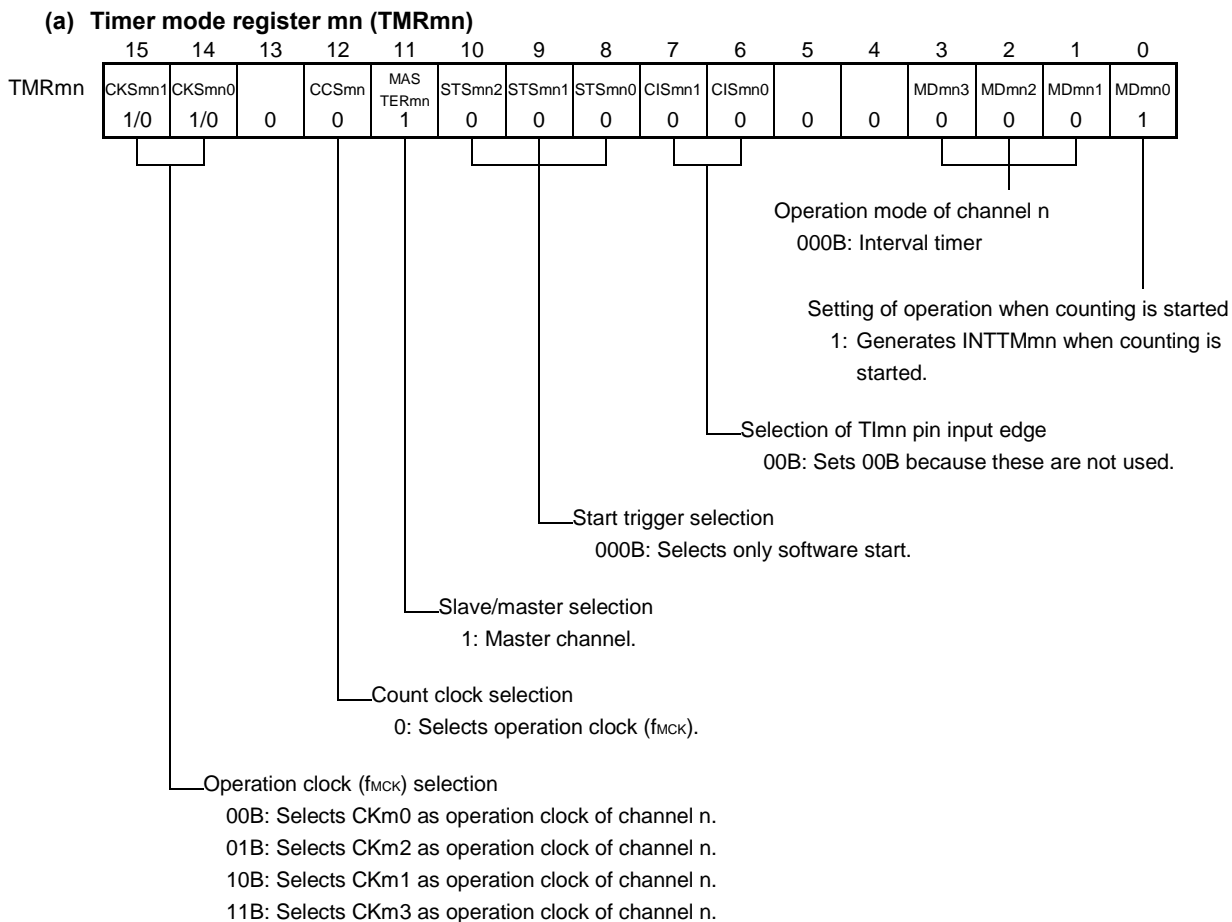 (a) Timer mode register mn (TMRmn)
15 14 13 12 11 10 9 8 7 6 5 4 3 2 1 0
TMRmn CKSmn1 CKSmn0 CCSmn MAS TERmn STSmn2 STSmn1 STSmn0 CISmn1 CISmn0 MDmn3 MDmn2 MDmn1 MDmn0
1/0 1/0 0 0 1 0 0 0 0 0 0 0 0 0 0 1
Operation mode of channel n
000B: Interval timer
Setting of operation when counting is started
1: Generates INTTMmn when counting is
started.
Selection of TImn pin input edge
00B: Sets 00B because these are not used.
Start trigger selection
000B: Selects only software start.
Slave/master selection
1: Master channel.
Count clock selection
0: Selects operation clock (fMCK).
Operation clock (fMCK) selection
00B: Selects CKm0 as operation clock of channel n.
01B: Selects CKm2 as operation clock of channel n.
10B: Selects CKm1 as operation clock of channel n.
11B: Selects CKm3 as operation clock of channel n.